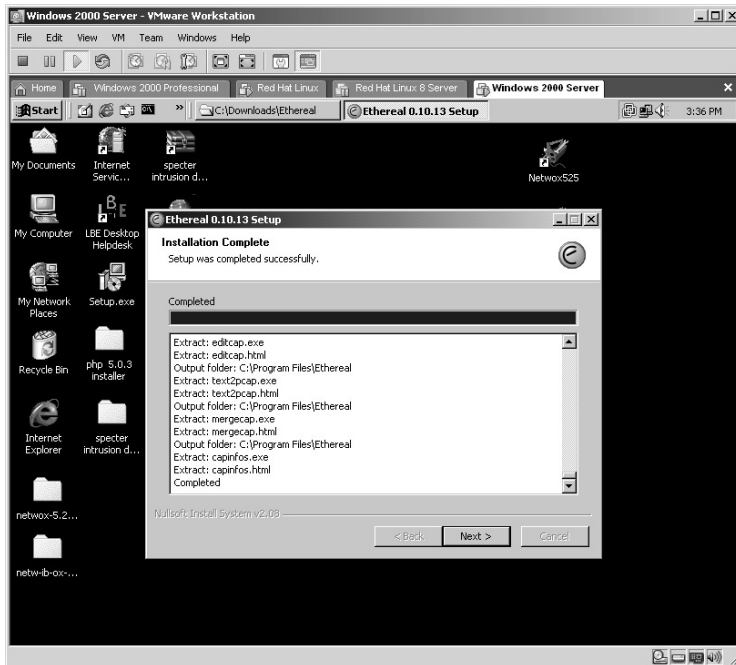 Windows 2000 Server - VMware Workstation
File Edit View VM Team Windows Help
Home Windows 2000 Professional Red Hat Linux Red Hat Linux 8 Server Windows 2000 Server
Start » C:\Downloads\Ethereal Ethereal 0.10.13 Setup 3:36 PM
My Documents
Internet Servic...
specter intrusion d...
Netwox525
My Computer
LBE
LBE Desktop Helpdesk
My Network Places
Setup.exe
Recycle Bin
php 5.0.3 installer
Internet Explorer
specter intrusion d...
netwox-5.2...
netw-ib-ox-...
Ethereal 0.10.13 Setup
Installation Complete
Setup was completed successfully.
Completed
Extract: editcap.exe
Extract: editcap.html
Output folder: C:\Program Files\Ethereal
Extract: text2pcap.exe
Extract: text2pcap.html
Output folder: C:\Program Files\Ethereal
Extract: mergecap.exe
Extract: mergecap.html
Output folder: C:\Program Files\Ethereal
Extract: capinfos.exe
Extract: capinfos.html
Completed
Nullsoft Install System v2.08
< Back Next > Cancel